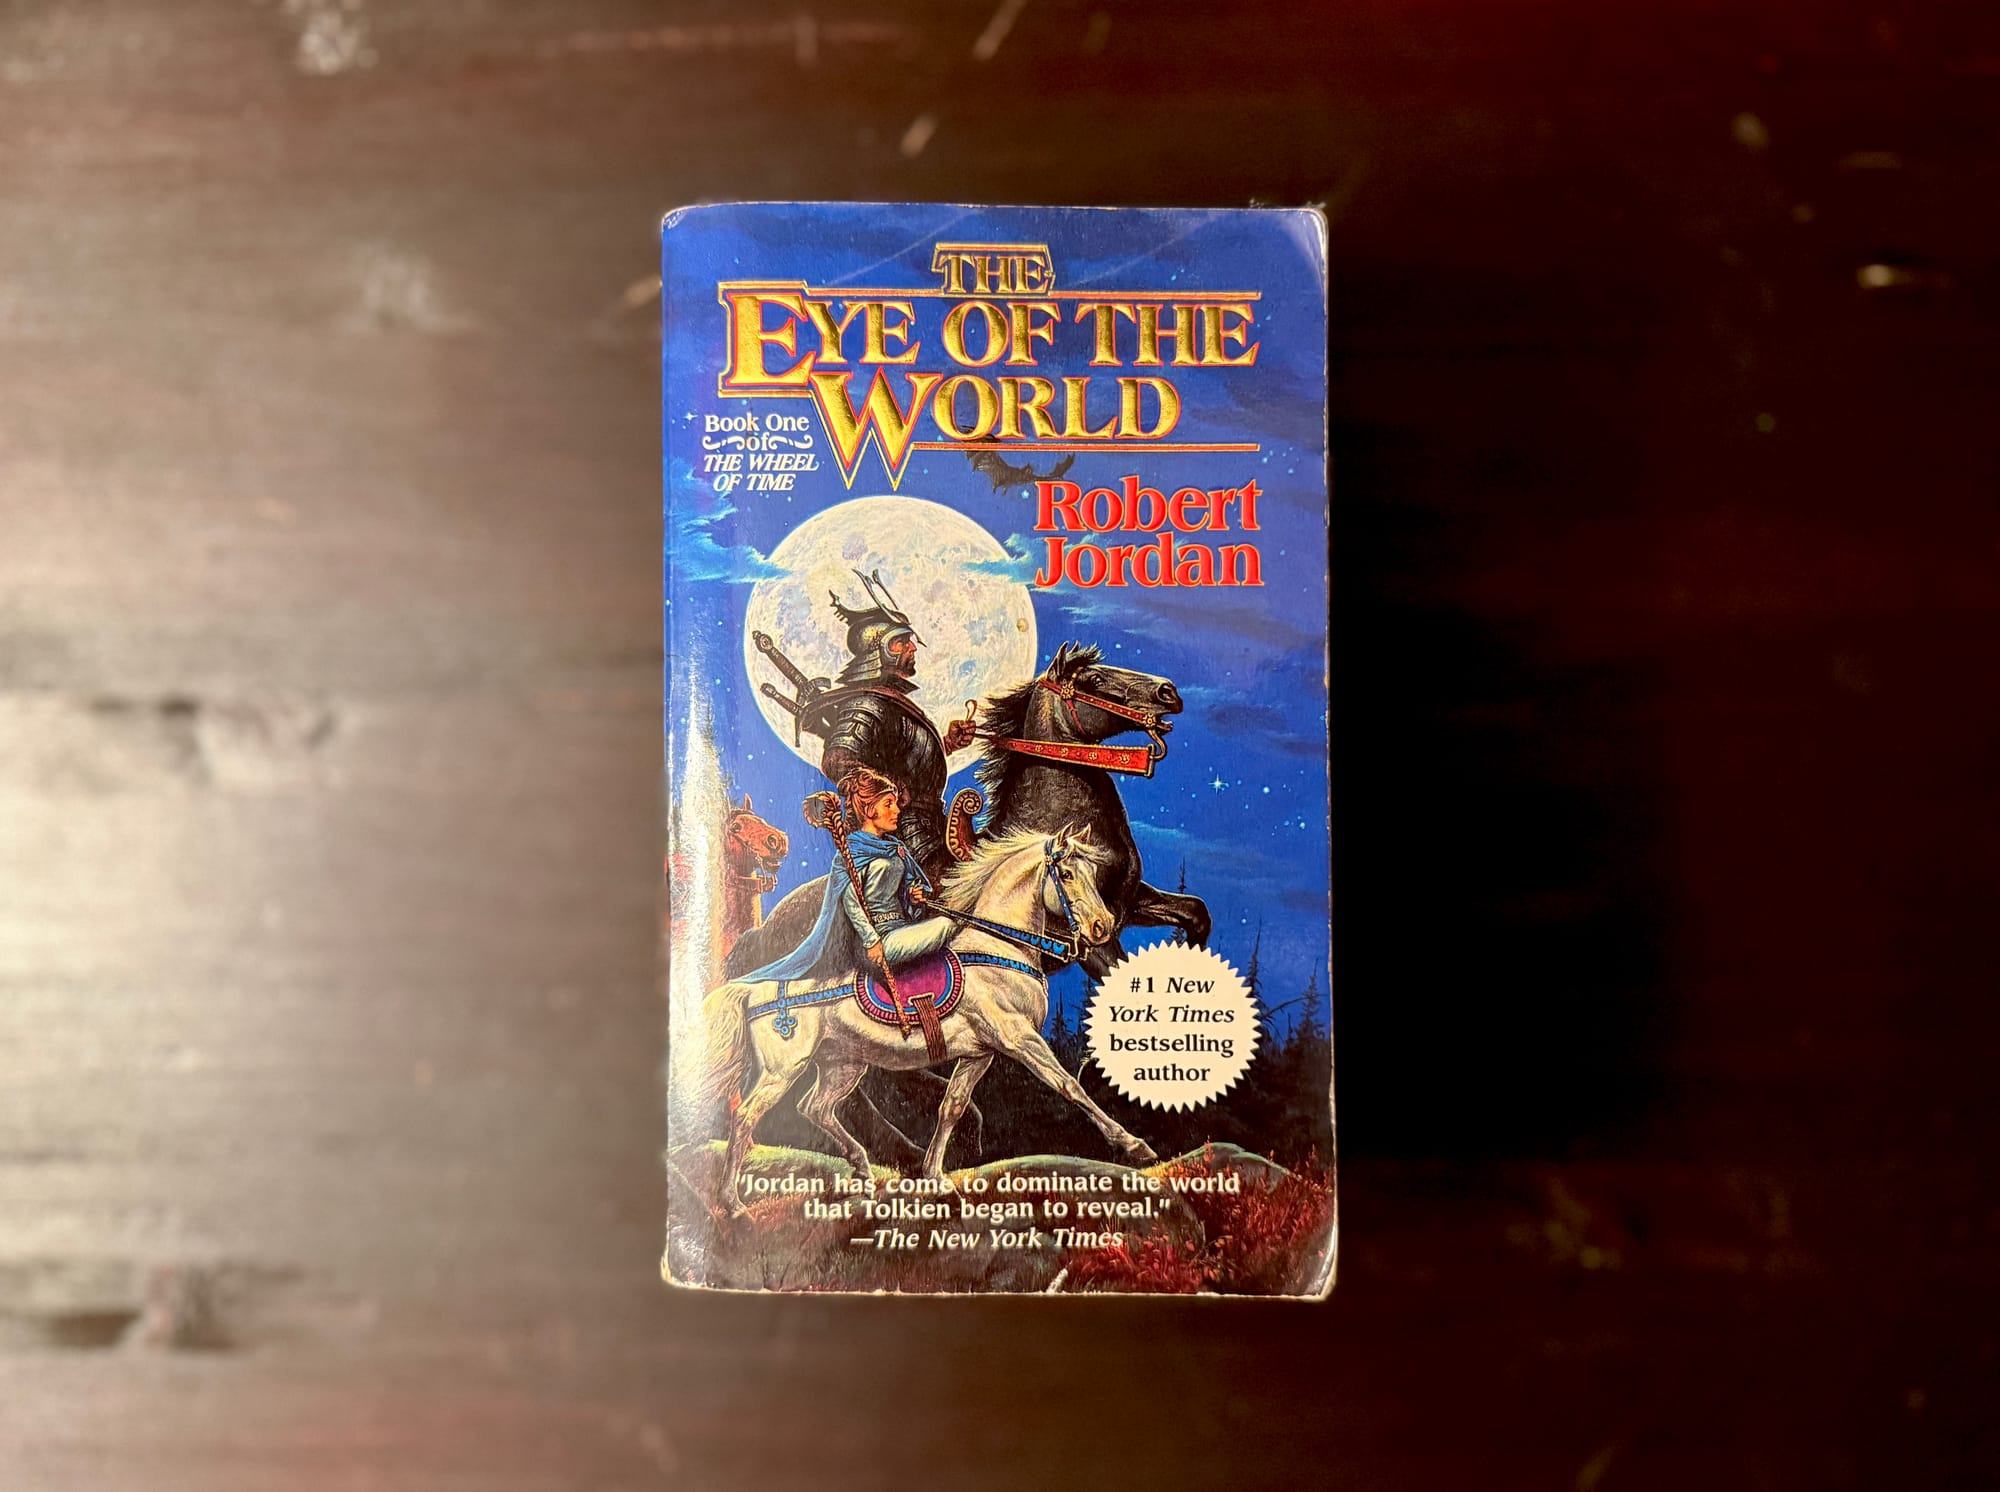 THE
EYE OF THE
WORLD
Book One
of
THE WHEEL
OF TIME
Robert
Jordan
#1 New
York Times
bestselling
author
"Jordan has come to dominate the world
that Tolkien began to reveal."
—The New York Times